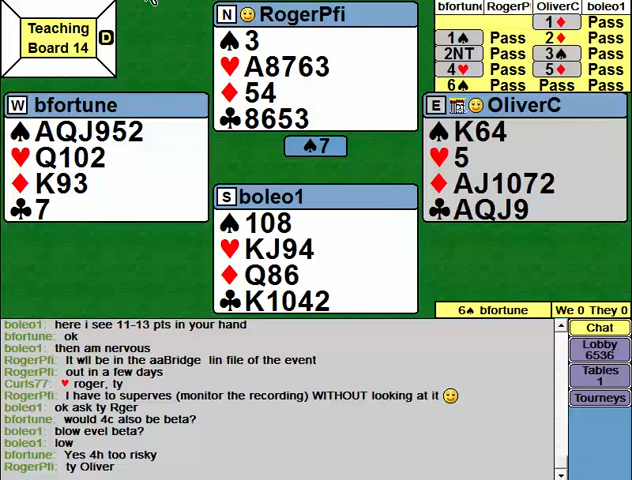 Teaching
Board 14
D
N RogerPfi
♠ 3
♥ A8763
♦ 54
♣ 8653
bfortun RogerP OliverC boleo1
1♦ Pass
1♠ Pass 2♦ Pass
2NT Pass 3♠ Pass
4♥ Pass 5♦ Pass
6♠ Pass Pass Pass
W bfortune
♠ AQJ952
♥ Q102
♦ K93
♣ 7
♠7
E OliverC
♠ K64
♥ 5
♦ AJ1072
♣ AQJ9
S boleo1
♠ 108
♥ KJ94
♦ Q86
♣ K1042
6♠ bfortune
We 0 They 0
boleo1: here i see 11-13 pts in your hand
bfortune: ok
boleo1: then am nervous
RogerPfi: It wlb be in the aaBridge lin file of the event
RogerPfi: out in a few days
Curls77: ♥ roger, ty
RogerPfi: I have to superves (monitor the recording) WITHOUT looking at it
boleo1: ok ask ty Rger
bfortune: would 4c also be beta?
boleo1: blow evel beta?
boleo1: low
bfortune: Yes 4h too risky
RogerPfi: ty Oliver
Chat
Lobby
6536
Tables
1
Tourneys